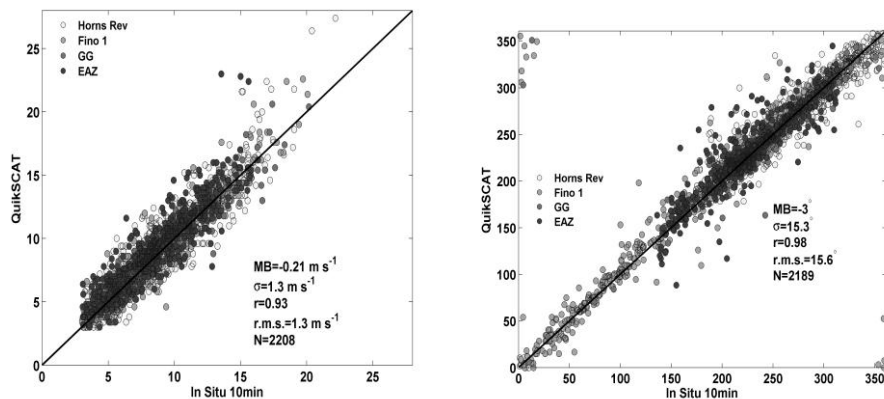 Horns Rev
Fino 1
GG
EAZ
QuikSCAT
25
20
15
10
5
0
MB=-0.21 m s⁻¹
σ=1.3 m s⁻¹
r=0.93
r.m.s.=1.3 m s⁻¹
N=2208
0 5 10 15 20 25
In Situ 10min
QuikSCAT
350
300
250
200
150
100
50
0
Horns Rev
Fino 1
GG
EAZ
MB=-3°
σ=15.3°
r=0.98
r.m.s.=15.6°
N=2189
0 50 100 150 200 250 300 350
In Situ 10min